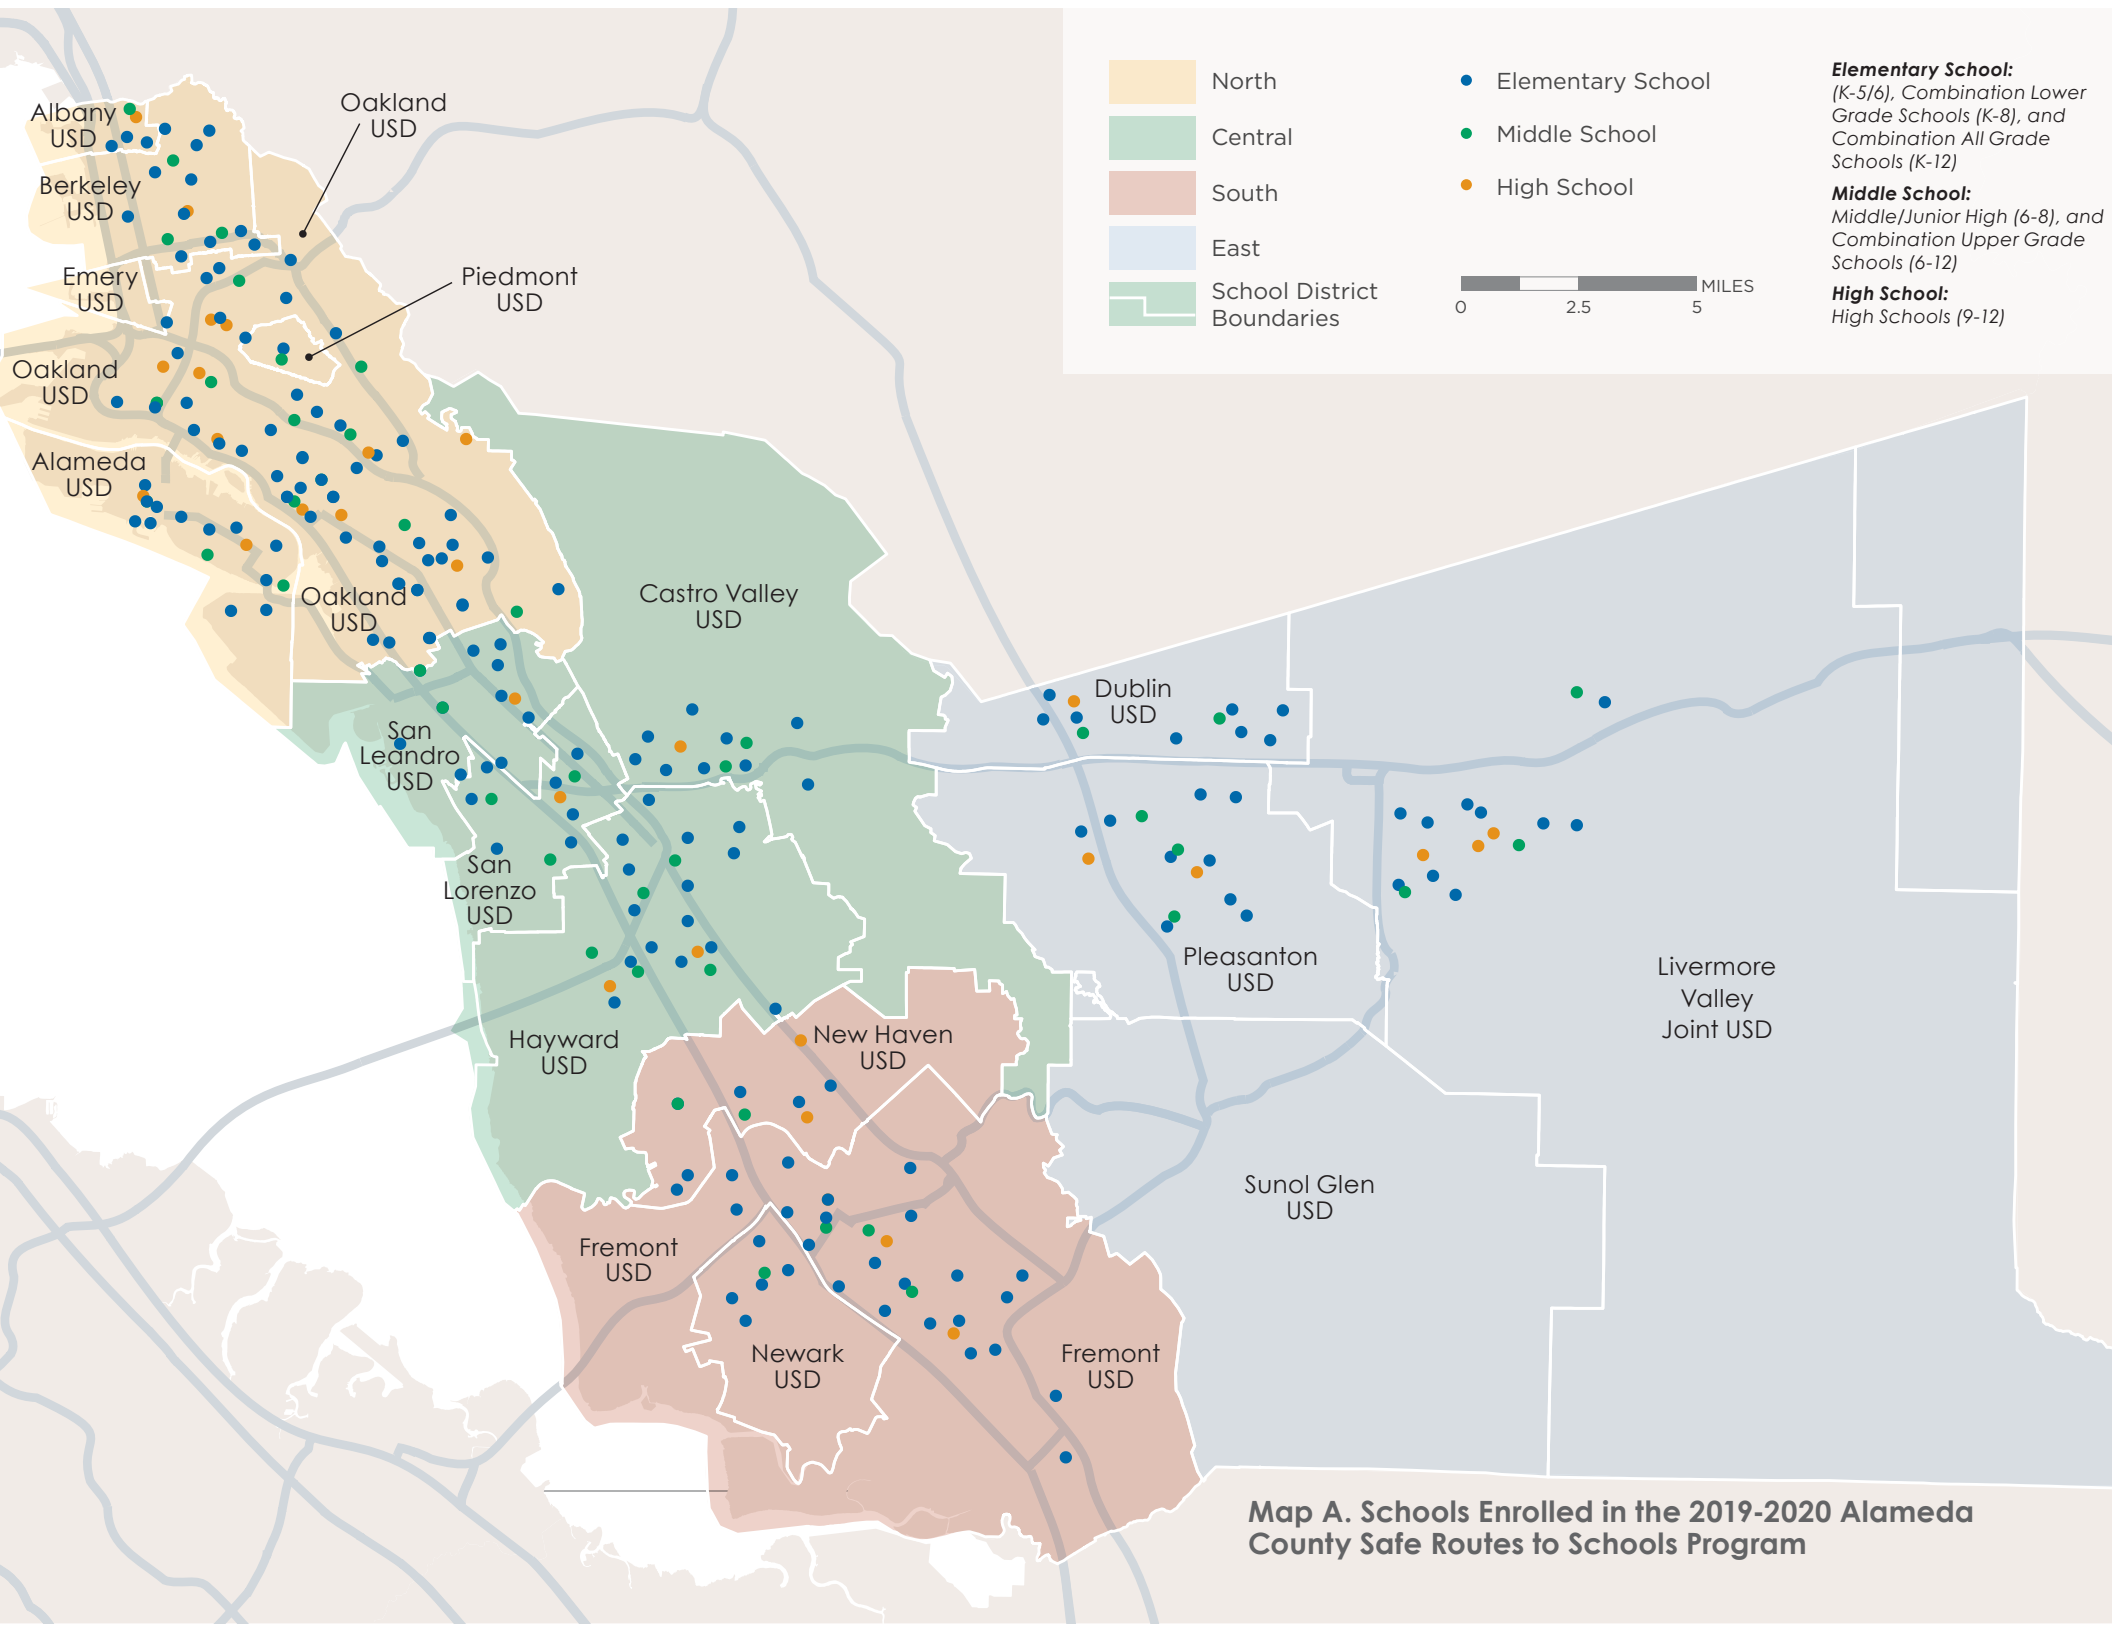 North
Central
South
East
School District
Boundaries
Elementary School
Middle School
High School
MILES
0
2.5
5
Elementary School:
(K-5/6), Combination Lower
Grade Schools (K-8), and
Combination All Grade
Schools (K-12)
Middle School:
Middle/Junior High (6-8), and
Combination Upper Grade
Schools (6-12)
High School:
High Schools (9-12)
Albany
USD
Oakland
USD
Berkeley
USD
Emery
USD
Piedmont
USD
Oakland
USD
Alameda
USD
Oakland
USD
Castro Valley
USD
San
Leandro
USD
San
Lorenzo
USD
Hayward
USD
Dublin
USD
Pleasanton
USD
Livermore
Valley
Joint USD
New Haven
USD
Sunol Glen
USD
Fremont
USD
Newark
USD
Fremont
USD
Map A. Schools Enrolled in the 2019-2020 Alameda
County Safe Routes to Schools Program